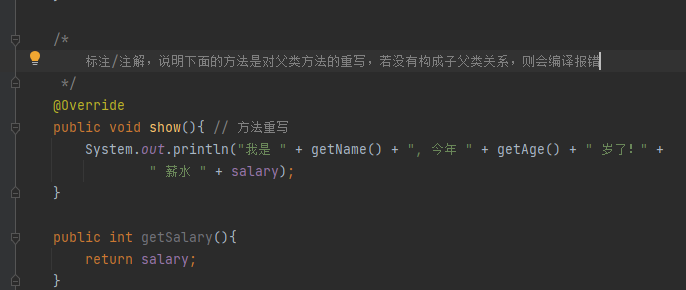 /*
标注/注解，说明下面的方法是对父类方法的重写，若没有构成子父类关系，则会编译报错
*/
@Override
public void show(){ // 方法重写
System.out.println("我是 " + getName() + ", 今年 " + getAge() + " 岁了! " +
" 薪水 " + salary);
}
public int getSalary(){
return salary;
}